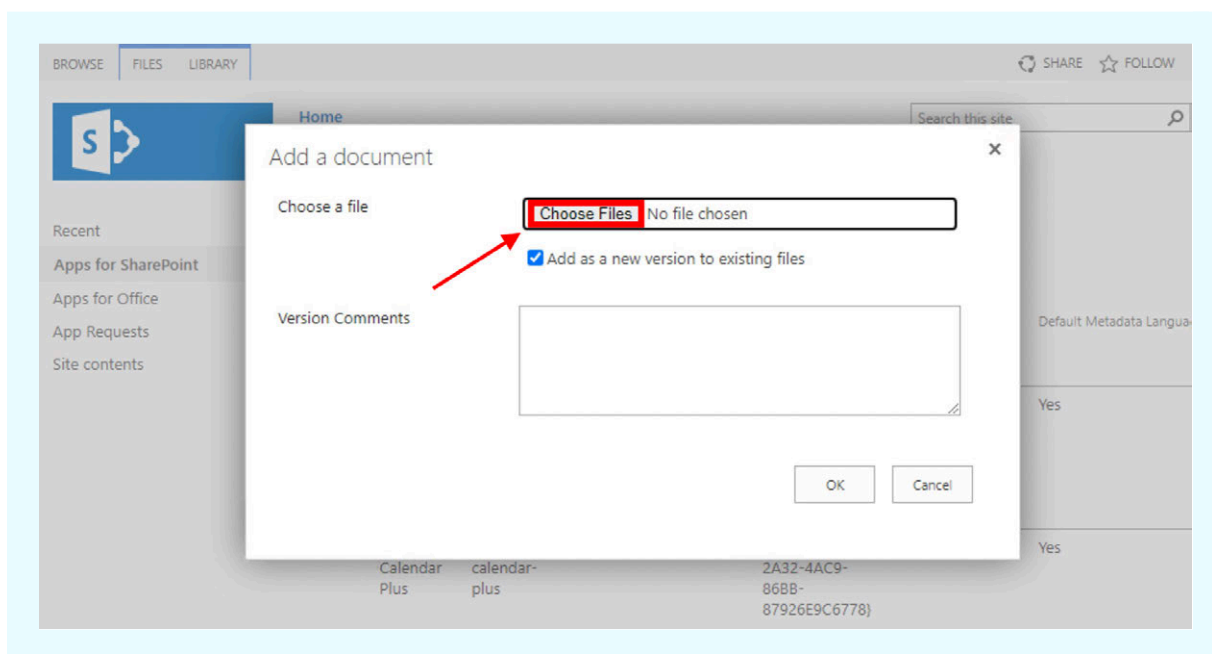 BROWSE FILES LIBRARY SHARE FOLLOW
S
Home Search this site
Add a document
Choose a file Choose Files No file chosen
Add as a new version to existing files
Recent
Apps for SharePoint
Apps for Office
App Requests
Site contents
Version Comments
Default Metadata Langua
Yes
OK Cancel
Yes
Calendar calendar- 2A32-4AC9-
Plus plus 86BB-
87926E9C6778}